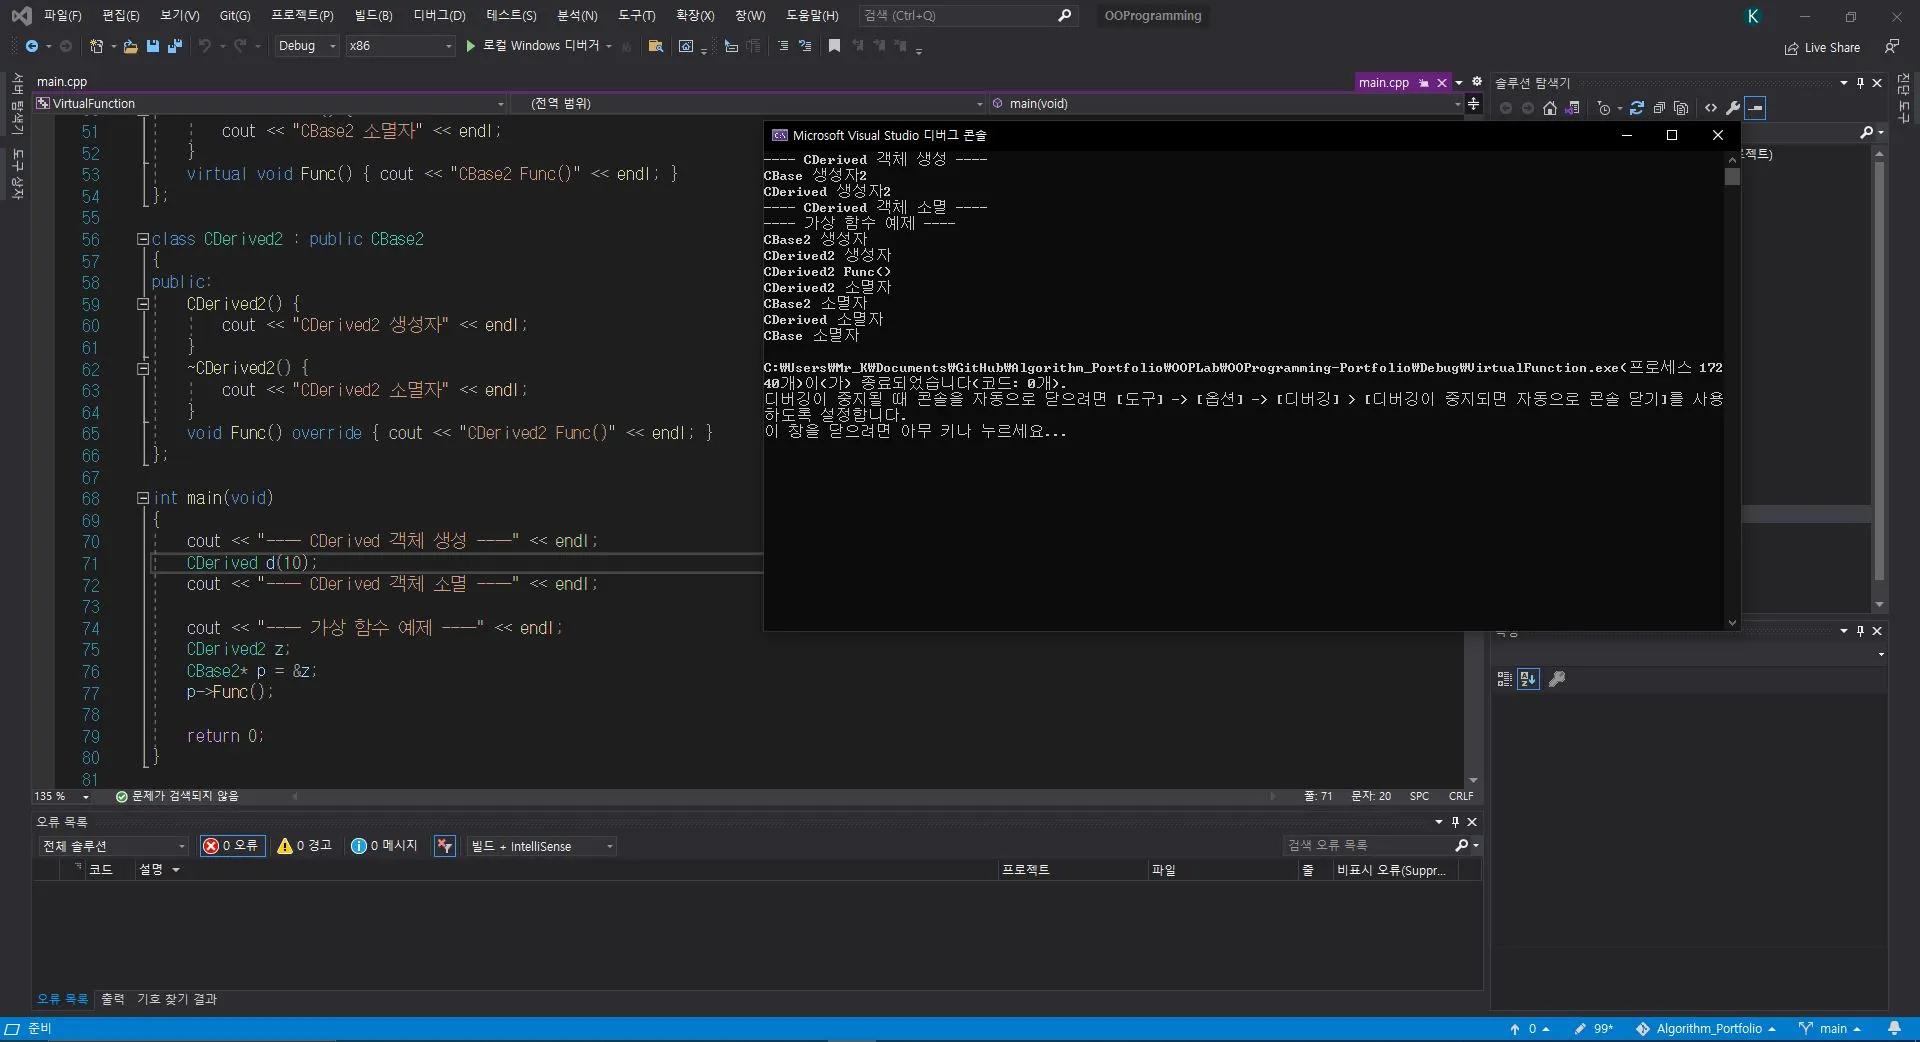 파일(F) 편집(E) 보기(V) Git(G) 프로젝트(P) 빌드(B) 디버그(D) 테스트(S) 분석(N) 도구(T) 확장(X) 창(W) 도움말(H) 검색 (Ctrl+Q) OOProgramming K
Debug x86 로컬 Windows 디버거 Live Share
서버 탐색기
도구 상자
main.cpp main.cpp
VirtualFunction (전역 범위) main(void)
51 cout << "CBase2 소멸자" << endl;
52 }
53 virtual void Func() { cout << "CBase2 Func()" << endl; }
54 };
55
56 class CDerived2 : public CBase2
57 {
58 public:
59 CDerived2() {
60 cout << "CDerived2 생성자" << endl;
61 }
62 ~CDerived2() {
63 cout << "CDerived2 소멸자" << endl;
64 }
65 void Func() override { cout << "CDerived2 Func()" << endl; }
66 };
67
68 int main(void)
69 {
70 cout << "---- CDerived 객체 생성 ----" << endl;
71 CDerived d(10);
72 cout << "---- CDerived 객체 소멸 ----" << endl;
73
74 cout << "---- 가상 함수 예제 ----" << endl;
75 CDerived2 z;
76 CBase2* p = &z;
77 p->Func();
78
79 return 0;
80 }
81
Microsoft Visual Studio 디버그 콘솔
---- CDerived 객체 생성 ----
CBase 생성자2
CDerived 생성자2
---- CDerived 객체 소멸 ----
---- 가상 함수 예제 ----
CBase2 생성자
CDerived2 생성자
CDerived2 Func()
CDerived2 소멸자
CBase2 소멸자
CDerived 소멸자
CBase 소멸자
C:₩Users₩Mr_K₩Documents₩GitHub₩Algorithm_Portfolio₩OOPLab₩OOProgramming-Portfolio₩Debug₩VirtualFunction.exe(프로세스 172
40개)이(가) 종료되었습니다(코드: 0개).
디버깅이 중지될 때 콘솔을 자동으로 닫으려면 [도구] -> [옵션] -> [디버깅] > [디버깅이 중지되면 자동으로 콘솔 닫기]를 사용
하도록 설정합니다.
이 창을 닫으려면 아무 키나 누르세요...
솔루션 탐색기
젝트)
진단 도구
135 % 문제가 검색되지 않음 줄: 71 문자: 20 SPC CRLF
오류 목록
전체 솔루션 0 오류 0 경고 0 메시지 빌드 + IntelliSense 검색 오류 목록
코드 설명 프로젝트 파일 줄 비표시 오류(Suppr...
오류 목록 출력 기호 찾기 결과
준비 0 99* Algorithm_Portfolio main